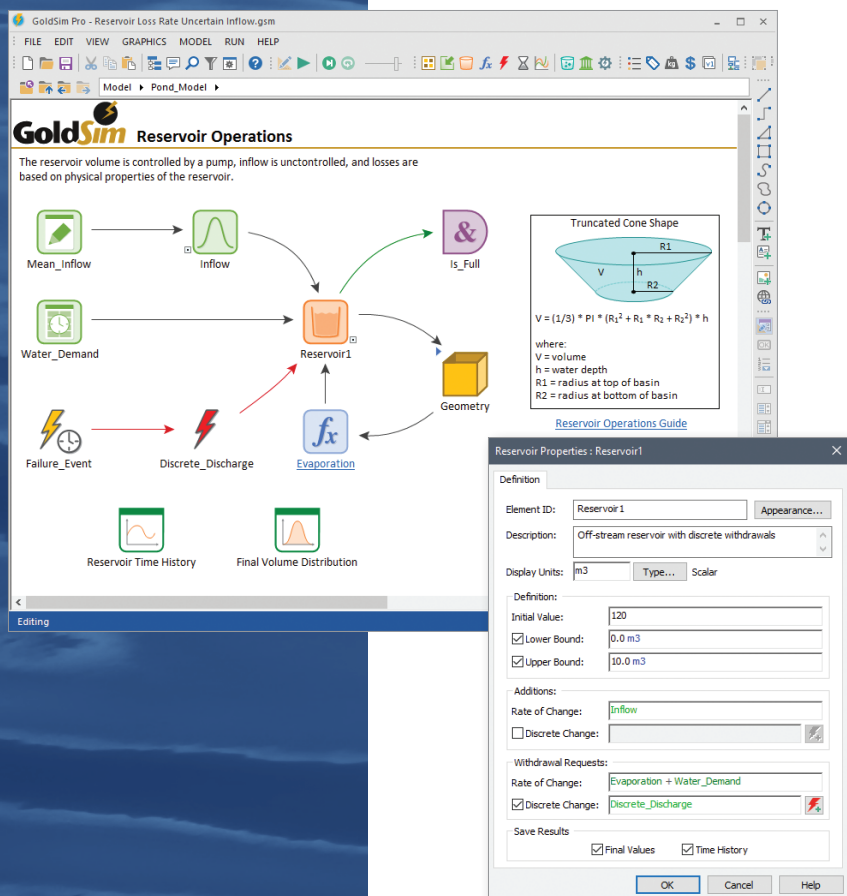 GoldSim Pro - Reservoir Loss Rate Uncertain Inflow.gsm
FILE EDIT VIEW GRAPHICS MODEL RUN HELP
Model Pond_Model
GoldSim Reservoir Operations
The reservoir volume is controlled by a pump, inflow is unctontrolled, and losses are
based on physical properties of the reservoir.
Mean_Inflow
Inflow
&
Is_Full
Water_Demand
Reservoir1
Geometry
Failure_Event
Discrete_Discharge
fx
Evaporation
Reservoir Time History
Final Volume Distribution
Truncated Cone Shape
R1
V
h
R2
V = (1/3) * PI * (R₁² + R₁ * R₂ + R₂²) * h
where:
V = volume
h = water depth
R1 = radius at top of basin
R2 = radius at bottom of basin
Reservoir Operations Guide
Editing
Reservoir Properties : Reservoir1
Definition
Element ID: Reservoir1 Appearance...
Description: Off-stream reservoir with discrete withdrawals
Display Units: m3 Type... Scalar
Definition:
Initial Value: 120
Lower Bound: 0.0 m3
Upper Bound: 10.0 m3
Additions:
Rate of Change: Inflow
Discrete Change:
Withdrawal Requests:
Rate of Change: Evaporation + Water_Demand
Discrete Change: Discrete_Discharge
Save Results
Final Values Time History
OK Cancel Help